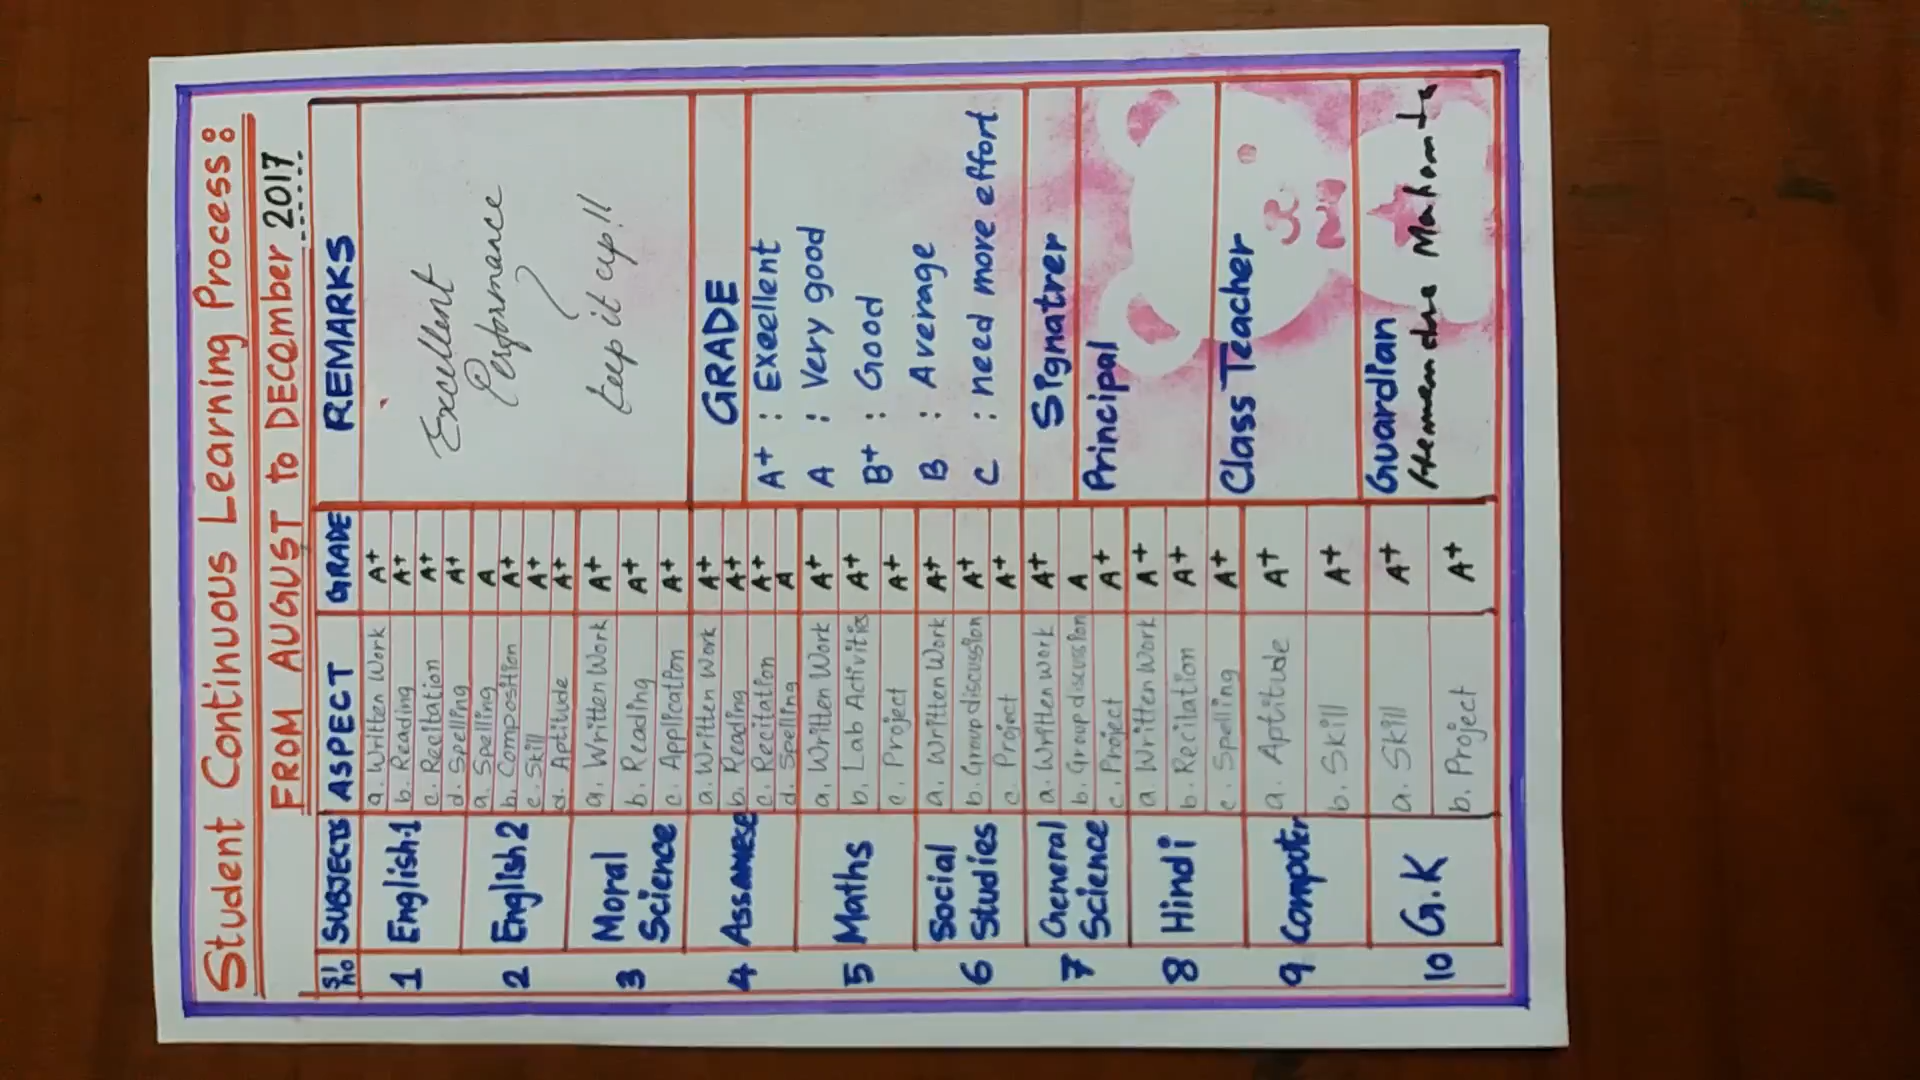 Student Continuous Learning Process:
FROM AUGUST to DECEMBER 2017
Sl no SUBJECTS ASPECT GRADE REMARKS
1 English-1
a. Written Work A+
b. Reading A+
c. Recitation A+
d. Spelling A+
2 English 2
a. Spelling A
b. Composition A+
c. Skill A+
d. Aptitude A+
3 Moral Science
a. Written Work A+
b. Reading A+
c. Application A+
4 Assamese
a. Written Work A+
b. Reading A+
c. Recitation A+
d. Spelling A
5 Maths
a. Written Work A+
b. Lab Activities A+
c. Project A+
6 Social Studies
a. Written Work A+
b. Group discussion A+
c. Project A+
7 General Science
a. Written Work A+
b. Group discussion A
c. Project A+
8 Hindi
a. Written Work A+
b. Recitation A+
c. Spelling A+
9 Computer
a. Aptitude A+
b. Skill A+
10 G.K
a. Skill A+
b. Project A+
Excellent
Performance
keep it up!!
GRADE
A+ : Exellent
A : Very good
B+ : Good
B : Average
C : need more effort
Signatrer
Principal
Class Teacher
Guardian